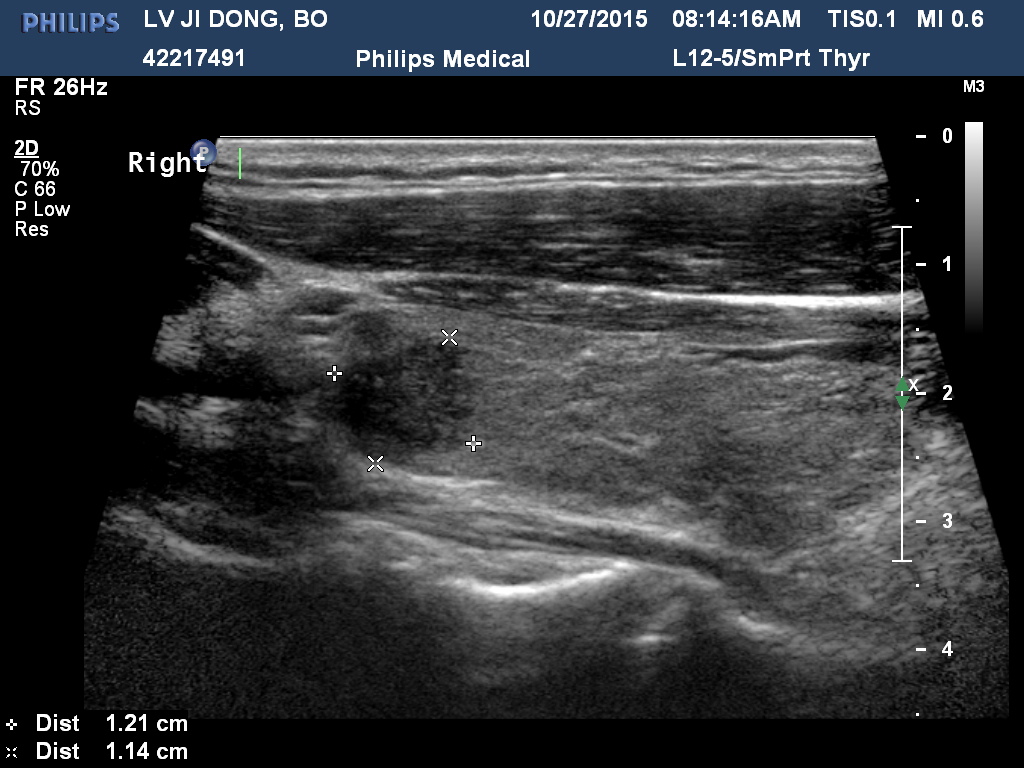 PHILIPS LV JI DONG, BO 10/27/2015 08:14:16AM TIS0.1 MI 0.6
42217491 Philips Medical L12-5/SmPrt Thyr
FR 26Hz
RS
M3
2D
70%
C 66
P Low
Res
P
Right
0
1
X
2
3
4
Dist 1.21 cm
Dist 1.14 cm